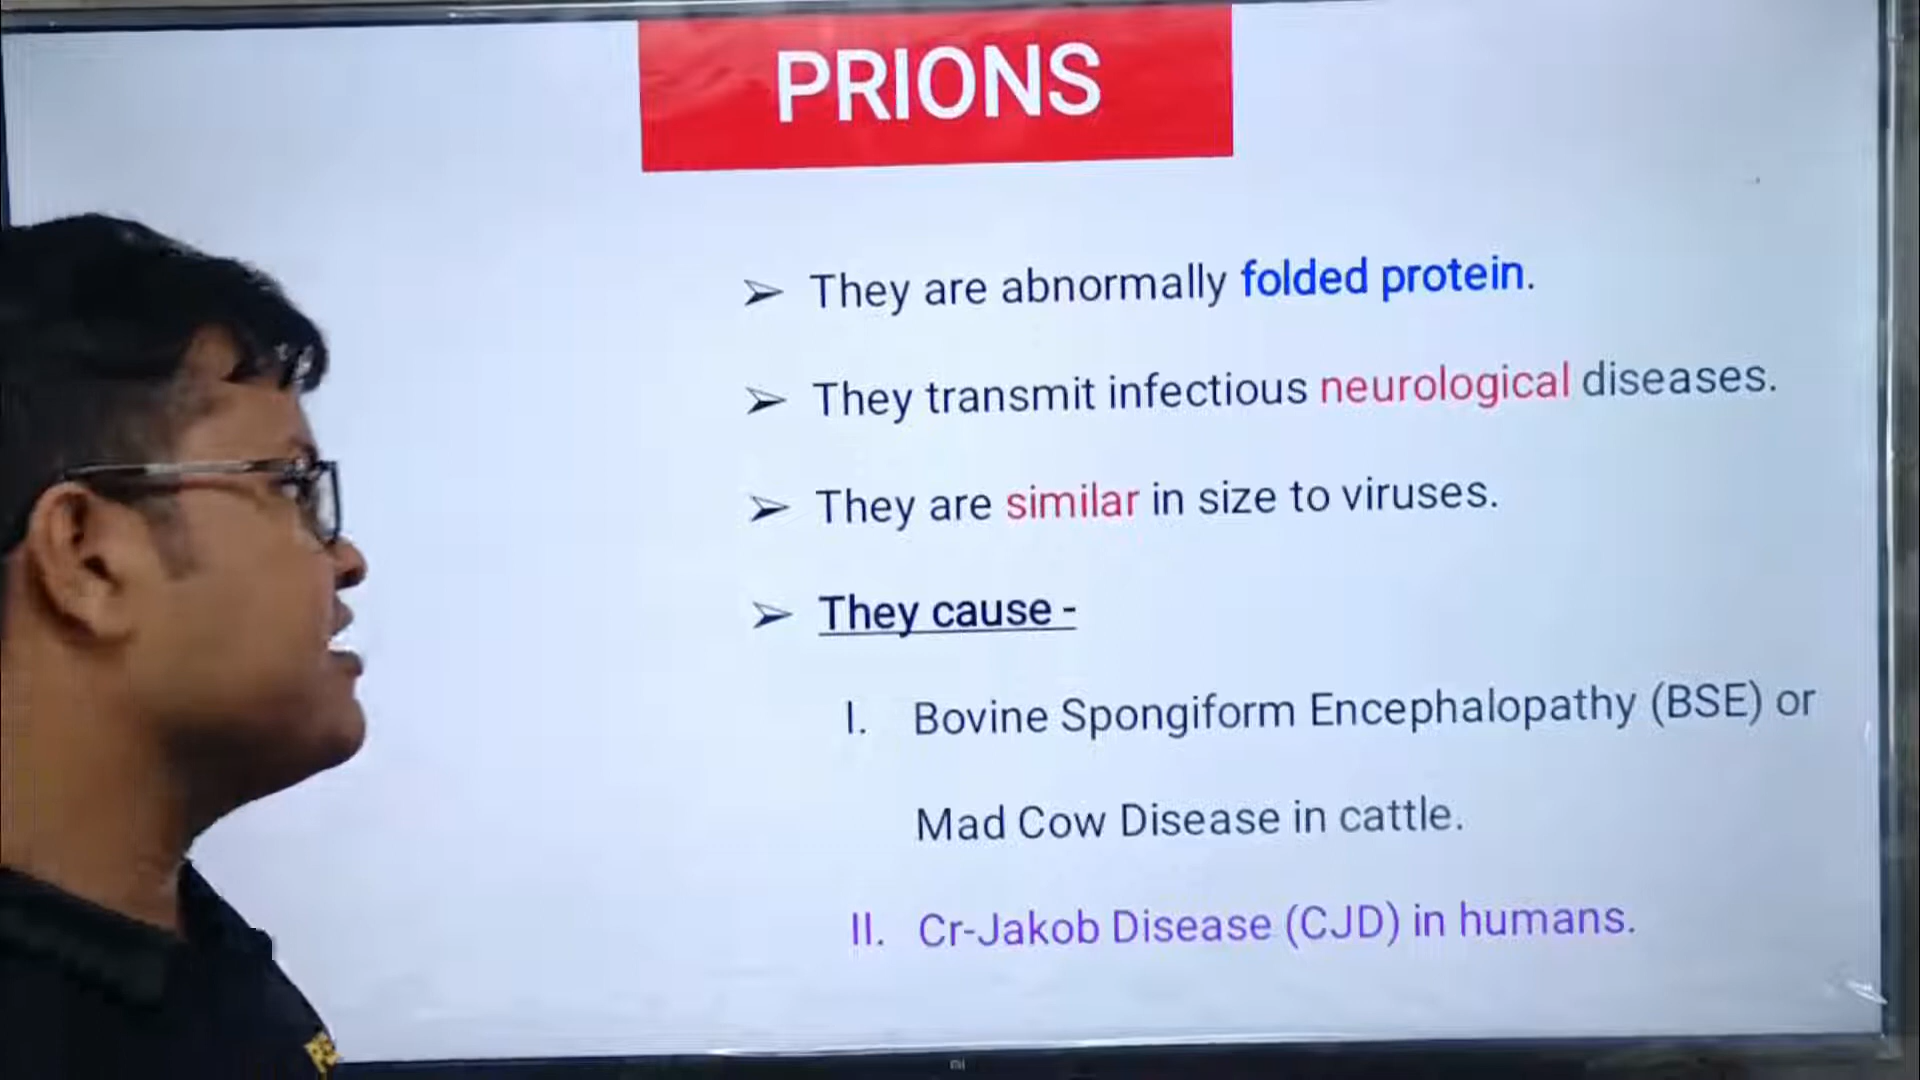 PRIONS
➢ They are abnormally folded protein.
➢ They transmit infectious neurological diseases.
➢ They are similar in size to viruses.
➢ They cause -
I. Bovine Spongiform Encephalopathy (BSE) or
Mad Cow Disease in cattle.
II. Cr-Jakob Disease (CJD) in humans.
mi